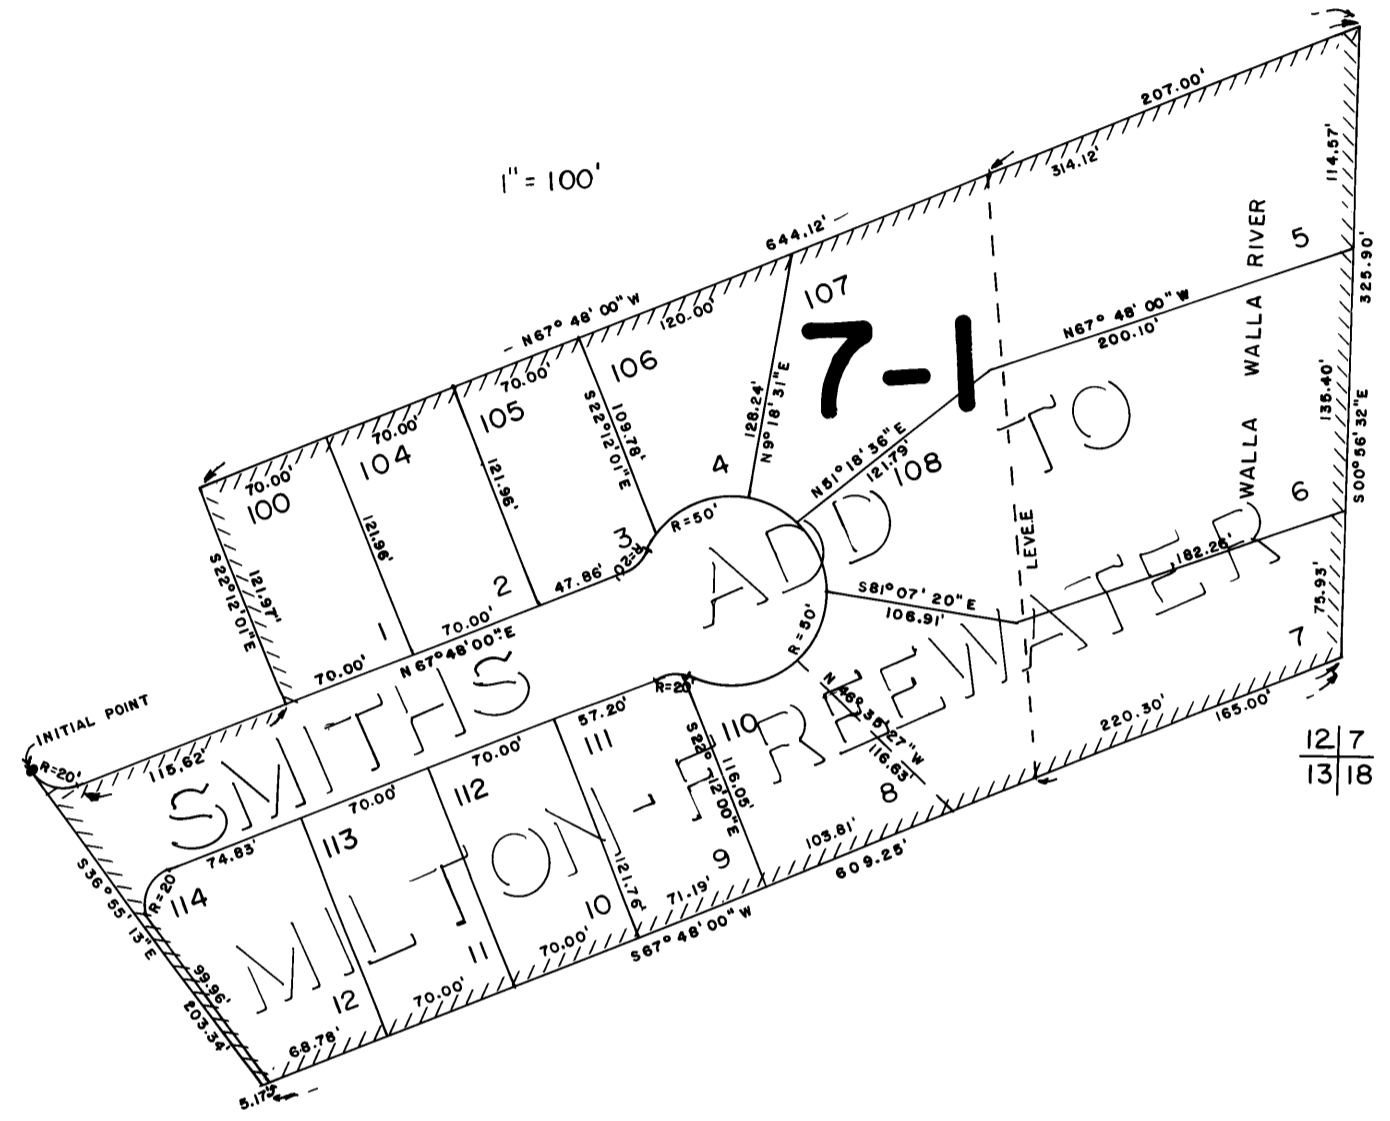 1" = 100'
207.00'
314.12'
114.57'
644.12'
N67° 48' 00" W
120.00'
107
7-1
128.24'
N9° 18' 31" E
106
70.00'
S22°12'01"E
109.78'
105
121.96'
70.00'
104
121.96'
70.00'
100
S22°12'01"E
121.97'
1
2
3
4
5
6
7
8
9
10
11
12
WALLA WALLA RIVER
325.90'
S00°56'32"E
135.40'
75.93'
N67° 48' 00" W
200.10'
N51° 18' 36" E
121.79'
108
R=50'
R=20'
47.86'
70.00'
70.00'
N 67°48'00" E
LEVEE
182.26'
S81° 07' 20" E
106.91'
R=50'
N 46° 35' 27" W
116.63'
R=20'
57.20'
70.00'
70.00'
74.83'
INITIAL POINT
R=20'
115.62'
SMITHS ADD TO
MILTON-FREEWATER
110
S22° 12'00"E
116.05'
111
121.76'
112
113
114
R=20'
S36° 55' 13"E
99.96'
203.34'
5.17'
68.78'
70.00'
70.00'
71.19'
103.81'
609.25'
S67° 48' 00" W
220.30'
165.00'
12 7
13 18